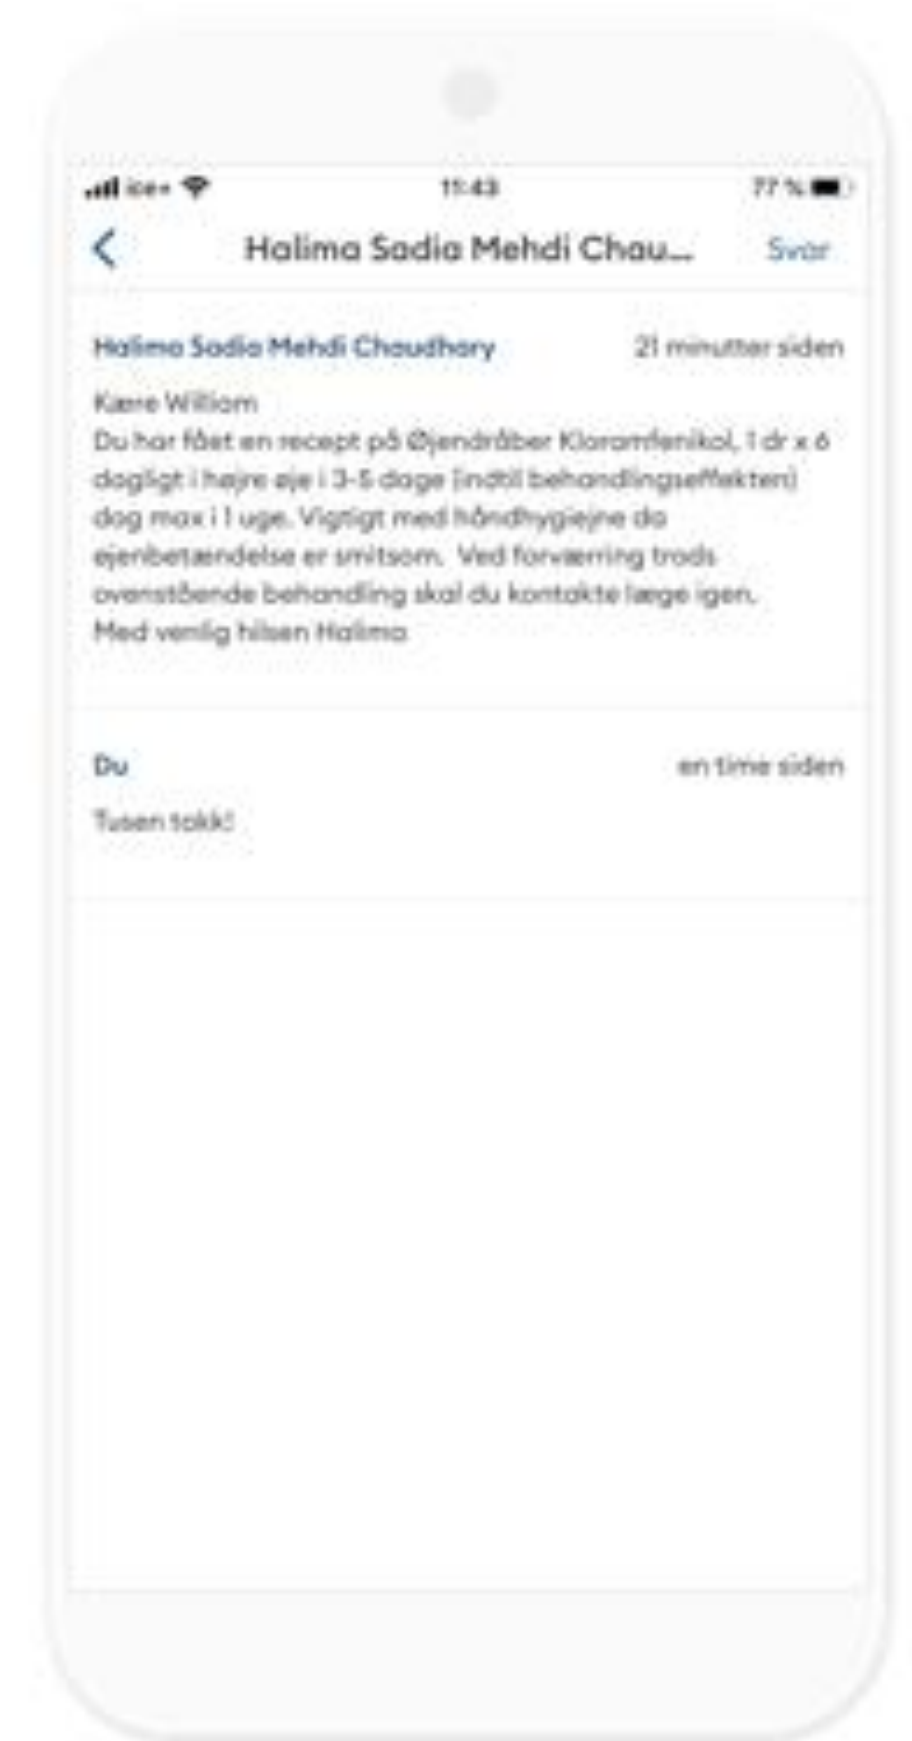 ice+ 11:43 77 %
Halima Sadia Mehdi Chau... Svar
Halima Sadia Mehdi Chaudhary 21 minutter siden
Kære William
Du har fået en recept på Øjendråber Kloramfenikol, 1 dr x 6
dagligt i højre øje i 3-5 dage (indtil behandlingseffekten)
dog max i 1 uge. Vigtigt med håndhygiejne da
øjenbetændelse er smitsom. Ved forværring trods
ovenstående behandling skal du kontakte læge igen.
Med venlig hilsen Halima
Du en time siden
Tusen takk!